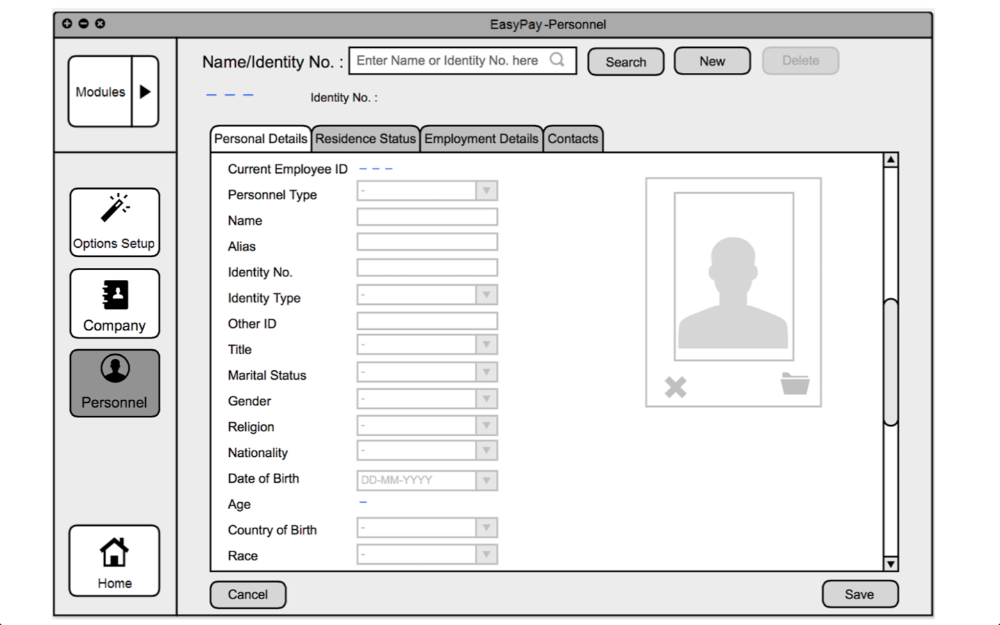 EasyPay -Personnel
Modules
Name/Identity No. : Enter Name or Identity No. here Search New Delete
– – – Identity No. :
Personal Details Residence Status Employment Details Contacts
Current Employee ID – – –
Personnel Type -
Name
Alias
Identity No.
Identity Type -
Other ID
Title -
Marital Status -
Gender -
Religion -
Nationality -
Date of Birth DD-MM-YYYY
Age –
Country of Birth -
Race -
Options Setup
Company
Personnel
Home
Cancel
Save